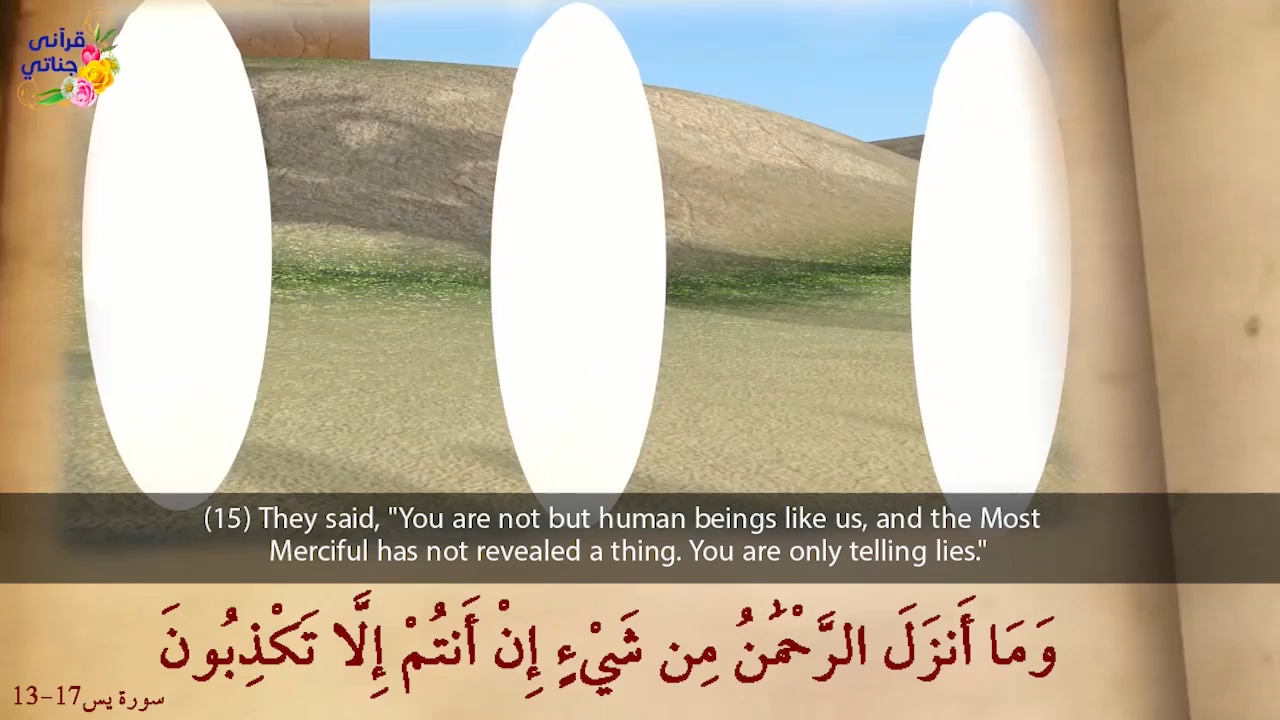 قرآنى
جناتي
(15) They said, "You are not but human beings like us, and the Most
Merciful has not revealed a thing. You are only telling lies."
وَمَا أَنزَلَ الرَّحْمَٰنُ مِن شَيْءٍ إِنْ أَنتُمْ إِلَّا تَكْذِبُونَ
سورة يس17-13